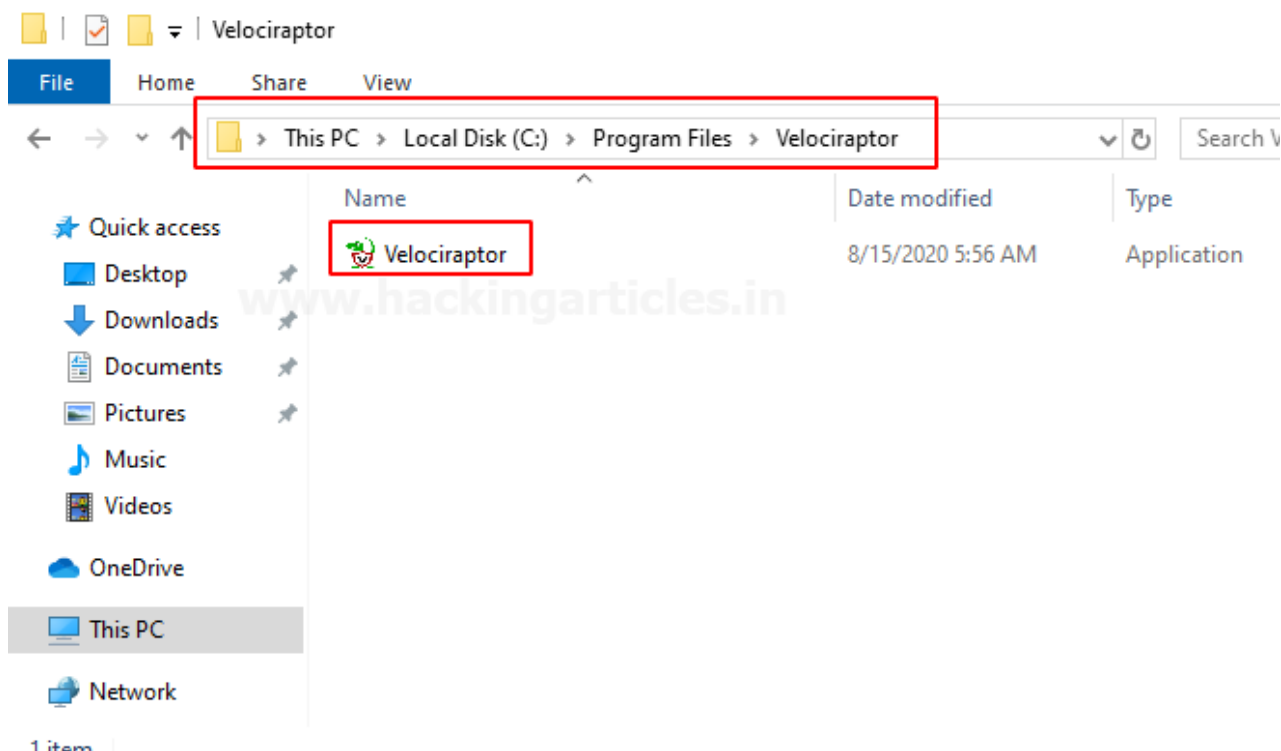 Velociraptor
File Home Share View
This PC > Local Disk (C:) > Program Files > Velociraptor
Search V
Name Date modified Type
Quick access
Velociraptor 8/15/2020 5:56 AM Application
Desktop
www.hackingarticles.in
Downloads
Documents
Pictures
Music
Videos
OneDrive
This PC
Network
1 item